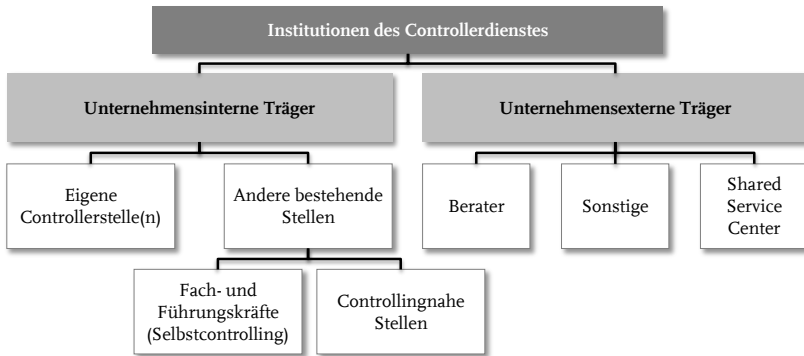 Institutionen des Controllerdienstes
Unternehmensinterne Träger
Unternehmensexterne Träger
Eigene
Controllerstelle(n)
Andere bestehende
Stellen
Berater
Sonstige
Shared
Service
Center
Fach- und
Führungskräfte
(Selbstcontrolling)
Controllingnahe
Stellen